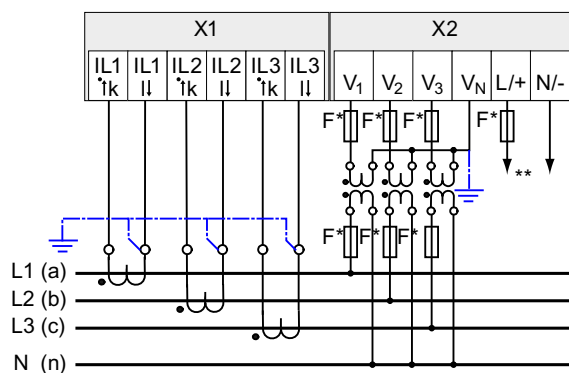 X1 X2
IL1 IL1 IL2 IL2 IL3 IL3
k l k l k l
V1 V2 V3 VN L/+ N/-
F* F* F* F*
**
F* F* F*
L1 (a)
L2 (b)
L3 (c)
N (n)